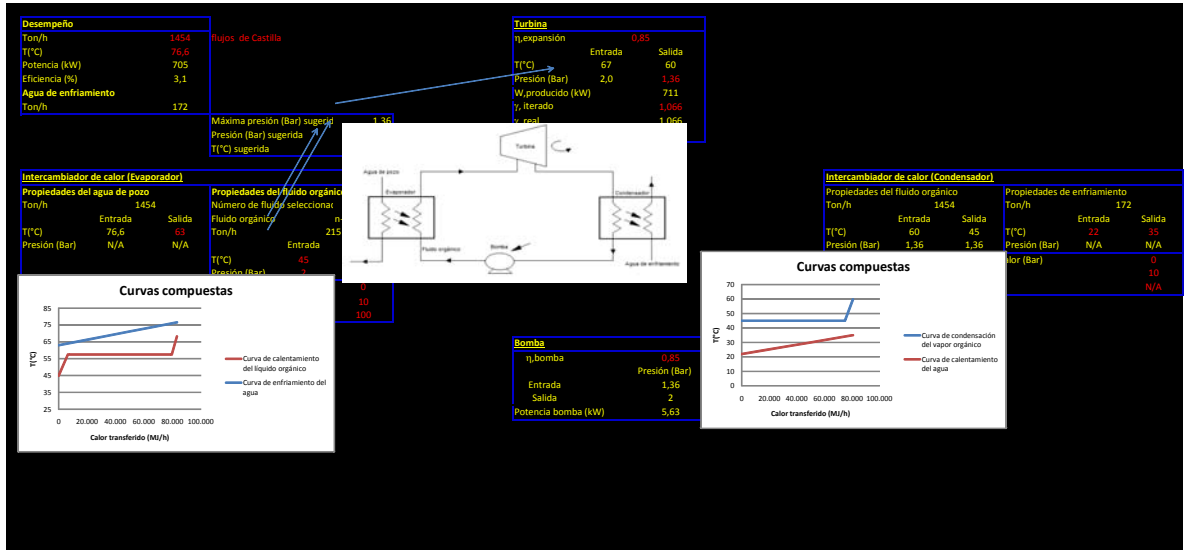 Desempeño
Ton/h 1454 flujos de Castilla
T(°C) 76,6
Potencia (kW) 705
Eficiencia (%) 3,1
Agua de enfriamiento
Ton/h 172
Máxima presión (Bar) sugerid 1,36
Presión (Bar) sugerida
T(°C) sugerida
Turbina
η,expansión 0,85
Entrada Salida
T(°C) 67 60
Presión (Bar) 2,0 1,36
W,producido (kW) 711
γ, iterado 1,066
γ, real 1,066
Turbina
Agua de pozo
Evaporador
Condensador
Fluido orgánico
Bomba
Agua de enfriamiento
Intercambiador de calor (Evaporador)
Propiedades del agua de pozo
Ton/h 1454
Entrada Salida
T(°C) 76,6 63
Presión (Bar) N/A N/A
Propiedades del fluido orgánico
Número de fluido seleccionad
Fluido orgánico n-
Ton/h 215
Entrada
T(°C) 45
Presión (Bar) 2
0
10
100
Curvas compuestas
85
75
65
55
45
35
25
T(°C)
0 20.000 40.000 60.000 80.000 100.000
Calor transferido (MJ/h)
Curva de calentamiento
del líquido orgánico
Curva de enfriamiento del
agua
Bomba
η,bomba 0,85
Presión (Bar)
Entrada 1,36
Salida 2
Potencia bomba (kW) 5,63
Intercambiador de calor (Condensador)
Propiedades del fluido orgánico
Ton/h 1454
Entrada Salida
T(°C) 60 45
Presión (Bar) 1,36 1,36
Propiedades de enfriamiento
Ton/h 172
Entrada Salida
T(°C) 22 35
Presión (Bar) N/A N/A
alor (Bar) 0
10
N/A
Curvas compuestas
70
60
50
40
30
20
10
0
T(°C)
0 20.000 40.000 60.000 80.000 100.000
Calor transferido (MJ/h)
Curva de condensación
del vapor orgánico
Curva de calentamiento
del agua